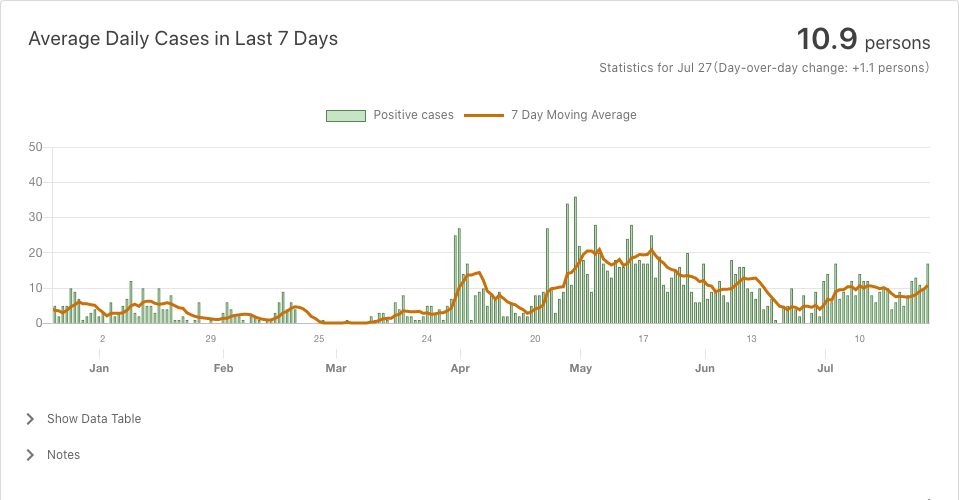 Average Daily Cases in Last 7 Days
10.9 persons
Statistics for Jul 27(Day-over-day change: +1.1 persons)
Positive cases 7 Day Moving Average
50
40
30
20
10
0
2 29 25 24 20 17 13 10
Jan Feb Mar Apr May Jun Jul
Show Data Table
Notes